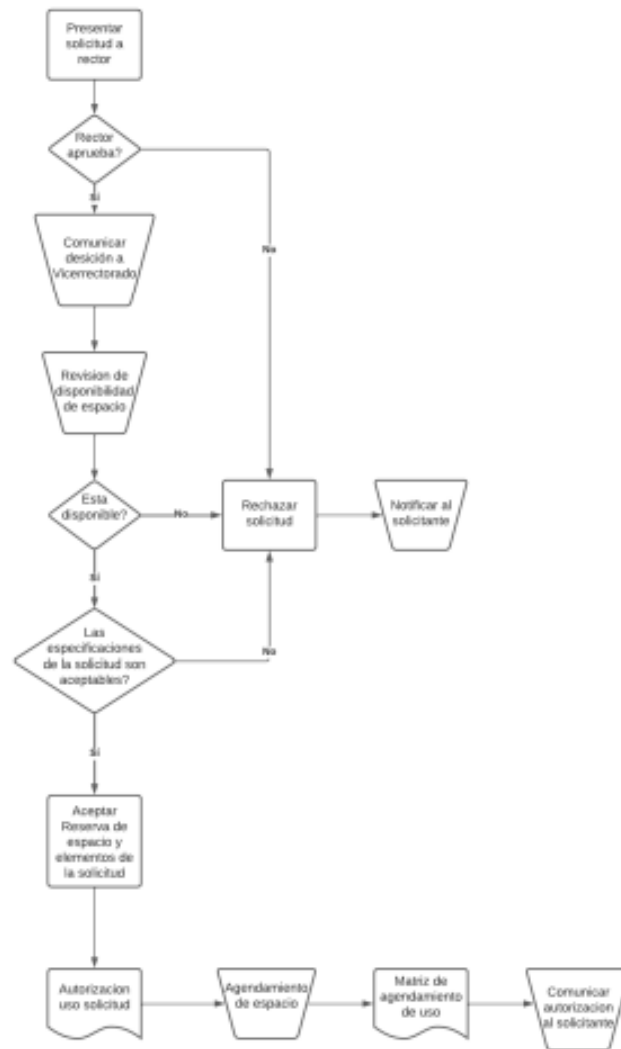 Presentar
solicitud a
rector
Rector
aprueba?
Si
No
Comunicar
desición a
Vicerrectorado
Revision de
disponibilidad
de espacio
Esta
disponible?
No
Rechazar
solicitud
Notificar al
solicitante
Si
Las
especificaciones
de la solicitud son
aceptables?
No
Si
Aceptar
Reserva de
espacio y
elementos de
la solicitud
Autorizacion
uso solicitud
Agendamiento
de espacio
Matriz de
agendamiento
de uso
Comunicar
autorizacion
al solicitante